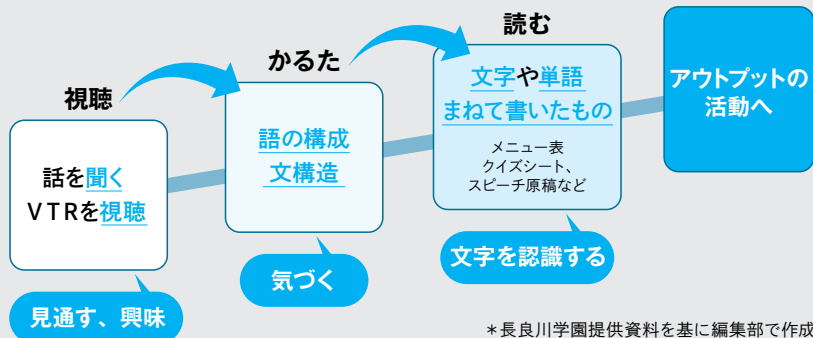 視聴
話を聞く
VTRを視聴
見通す、興味
かるた
語の構成
文構造
気づく
読む
文字や単語
まねて書いたもの
メニュー表
クイズシート、
スピーチ原稿など
文字を認識する
アウトプットの
活動へ
＊長良川学園提供資料を基に編集部で作成